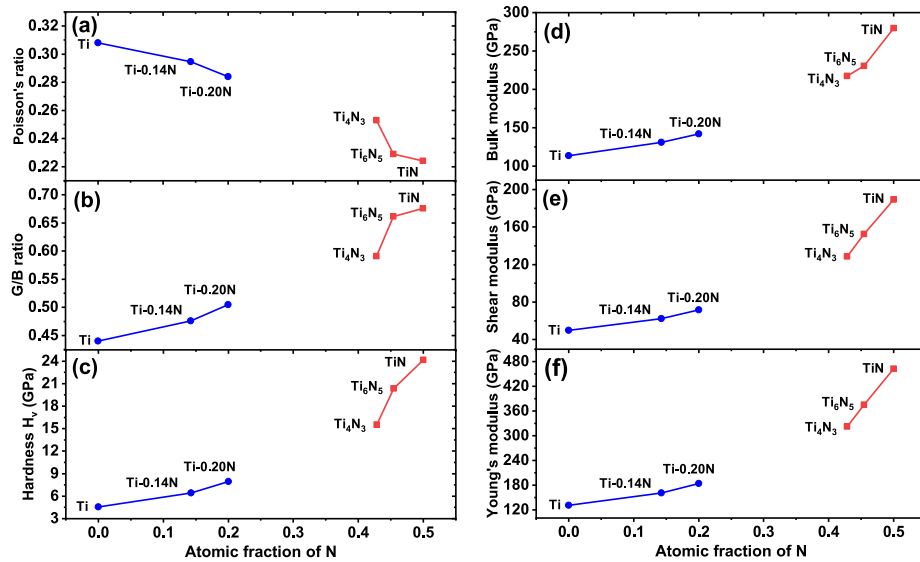 (a)
Poisson's ratio
0.32
0.30
0.28
0.26
0.24
0.22
Ti
Ti-0.14N
Ti-0.20N
Ti₄N₃
Ti₆N₅
TiN
(b)
G/B ratio
0.70
0.65
0.60
0.55
0.50
0.45
Ti
Ti-0.14N
Ti-0.20N
Ti₄N₃
Ti₆N₅
TiN
(c)
Hardness Hᵥ (GPa)
24
21
18
15
12
9
6
3
Ti
Ti-0.14N
Ti-0.20N
Ti₄N₃
Ti₆N₅
TiN
0.0 0.1 0.2 0.3 0.4 0.5
Atomic fraction of N
(d)
Bulk modulus (GPa)
300
250
200
150
100
Ti
Ti-0.14N
Ti-0.20N
Ti₄N₃
Ti₆N₅
TiN
(e)
Shear modulus (GPa)
200
160
120
80
40
Ti
Ti-0.14N
Ti-0.20N
Ti₄N₃
Ti₆N₅
TiN
(f)
Young's modulus (GPa)
480
420
360
300
240
180
120
Ti
Ti-0.14N
Ti-0.20N
Ti₄N₃
Ti₆N₅
TiN
0.0 0.1 0.2 0.3 0.4 0.5
Atomic fraction of N